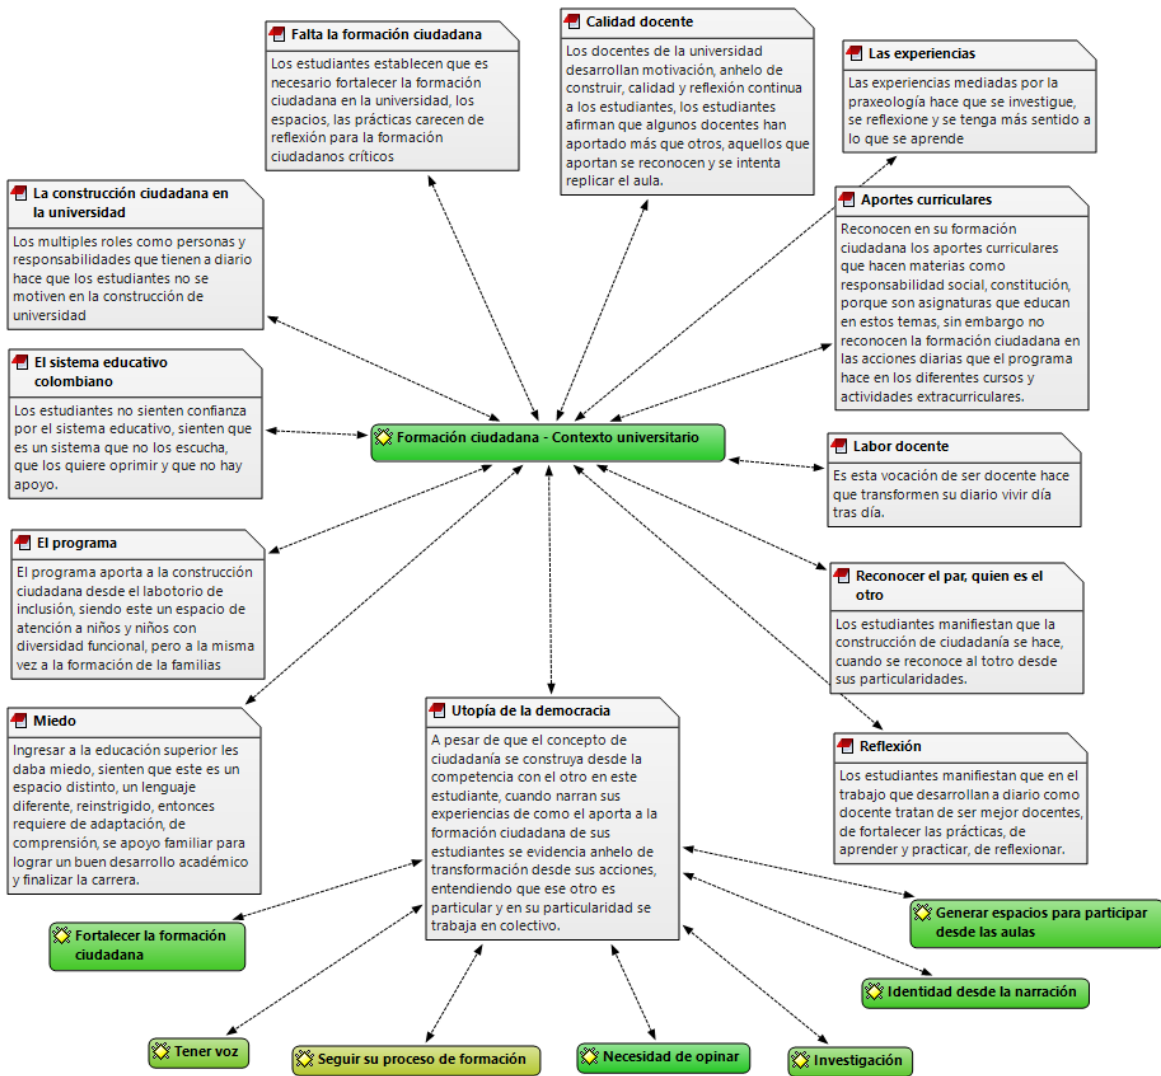 Falta la formación ciudadana
Los estudiantes establecen que es
necesario fortalecer la formación
ciudadana en la universidad, los
espacios, las prácticas carecen de
reflexión para la formación
ciudadanos críticos
Calidad docente
Los docentes de la universidad
desarrollan motivación, anhelo de
construir, calidad y reflexión continua
a los estudiantes, los estudiantes
afirman que algunos docentes han
aportado más que otros, aquellos que
aportan se reconocen y se intenta
replicar el aula.
Las experiencias
Las experiencias mediadas por la
praxeología hace que se investigue,
se reflexione y se tenga más sentido a
lo que se aprende
La construcción ciudadana en
la universidad
Los multiples roles como personas y
responsabilidades que tienen a diario
hace que los estudiantes no se
motiven en la construcción de
universidad
Aportes curriculares
Reconocen en su formación
ciudadana los aportes curriculares
que hacen materias como
responsabilidad social, constitución,
porque son asignaturas que educan
en estos temas, sin embargo no
reconocen la formación ciudadana en
las acciones diarias que el programa
hace en los diferentes cursos y
actividades extracurriculares.
El sistema educativo
colombiano
Los estudiantes no sienten confianza
por el sistema educativo, sienten que
es un sistema que no los escucha,
que los quiere oprimir y que no hay
apoyo.
Formación ciudadana - Contexto universitario
Labor docente
Es esta vocación de ser docente hace
que transformen su diario vivir día
tras día.
El programa
El programa aporta a la construcción
ciudadana desde el labotorio de
inclusión, siendo este un espacio de
atención a niños y niños con
diversidad funcional, pero a la misma
vez a la formación de la familias
Reconocer el par, quien es el
otro
Los estudiantes manifiestan que la
construcción de ciudadanía se hace,
cuando se reconoce al totro desde
sus particularidades.
Miedo
Ingresar a la educación superior les
daba miedo, sienten que este es un
espacio distinto, un lenguaje
diferente, reinstrigido, entonces
requiere de adaptación, de
comprensión, se apoyo familiar para
lograr un buen desarrollo académico
y finalizar la carrera.
Utopía de la democracia
A pesar de que el concepto de
ciudadanía se construya desde la
competencia con el otro en este
estudiante, cuando narran sus
experiencias de como el aporta a la
formación ciudadana de sus
estudiantes se evidencia anhelo de
transformación desde sus acciones,
entendiendo que ese otro es
particular y en su particularidad se
trabaja en colectivo.
Reflexión
Los estudiantes manifiestan que en el
trabajo que desarrollan a diario como
docente tratan de ser mejor docentes,
de fortalecer las prácticas, de
aprender y practicar, de reflexionar.
Fortalecer la formación
ciudadana
Generar espacios para participar
desde las aulas
Identidad desde la narración
Tener voz
Seguir su proceso de formación
Necesidad de opinar
Investigación